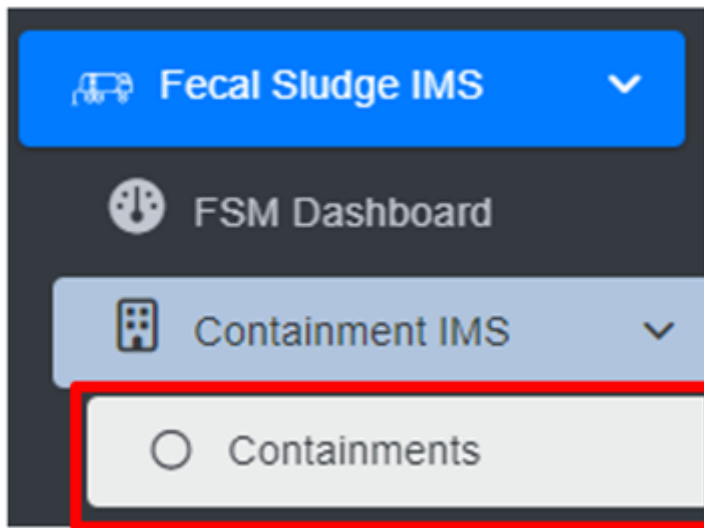 Fecal Sludge IMS
FSM Dashboard
Containment IMS
Containments